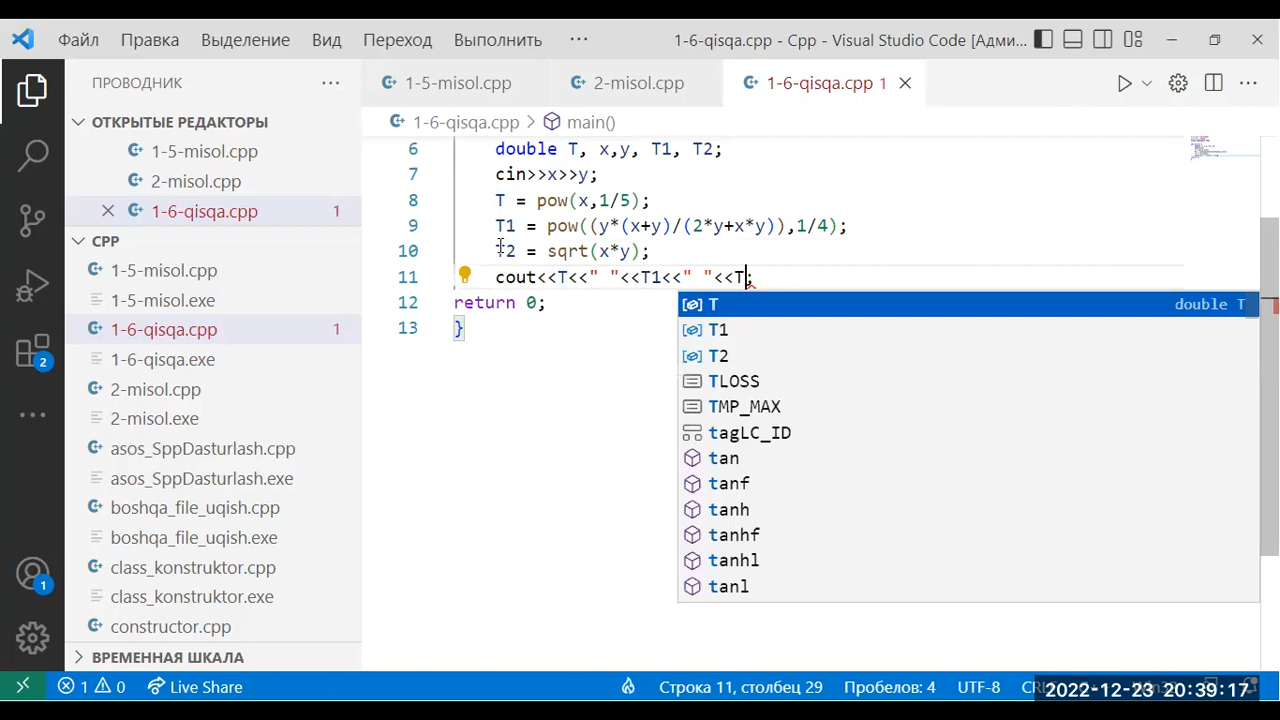 Файл Правка Выделение Вид Переход Выполнить ··· 1-6-qisqa.cpp - Cpp - Visual Studio Code [Адми...
ПРОВОДНИК ···
ОТКРЫТЫЕ РЕДАКТОРЫ
1-5-misol.cpp
2-misol.cpp
1-6-qisqa.cpp 1
CPP
1-5-misol.cpp
1-5-misol.exe
1-6-qisqa.cpp 1
1-6-qisqa.exe
2-misol.cpp
2-misol.exe
asos_SppDasturlash.cpp
asos_SppDasturlash.exe
boshqa_file_uqish.cpp
boshqa_file_uqish.exe
class_konstruktor.cpp
class_konstruktor.exe
constructor.cpp
ВРЕМЕННАЯ ШКАЛА
2
1
1-5-misol.cpp 2-misol.cpp 1-6-qisqa.cpp 1
1-6-qisqa.cpp > main()
6 double T, x,y, T1, T2;
7 cin>>x>>y;
8 T = pow(x,1/5);
9 T1 = pow((y*(x+y)/(2*y+x*y)),1/4);
10 T2 = sqrt(x*y);
11 cout<<T<<" "<<T1<<" "<<T;
12 return 0;
13 }
T double T
T1
T2
TLOSS
TMP_MAX
tagLC_ID
tan
tanf
tanh
tanhf
tanhl
tanl
1 0 Live Share Строка 11, столбец 29 Пробелов: 4 UTF-8
2022-12-23 20:39:17